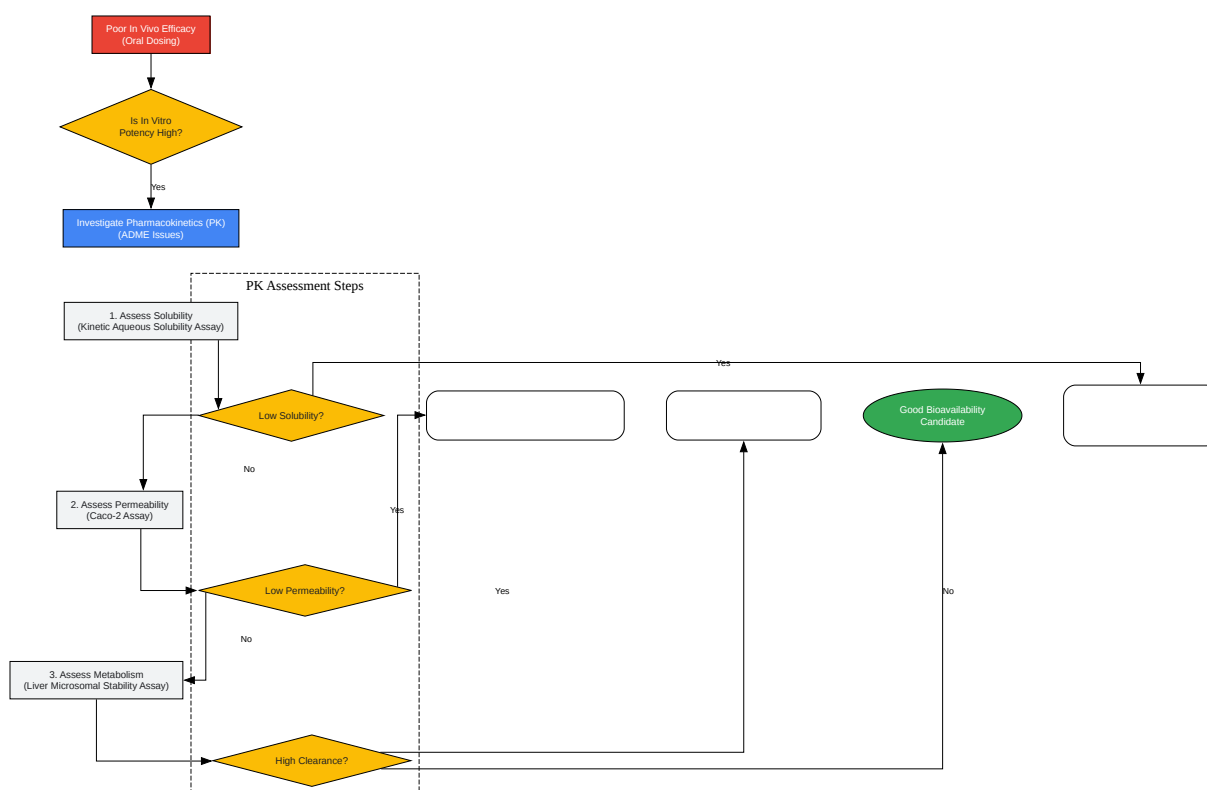 Poor In Vivo Efficacy
(Oral Dosing)
Is In Vitro
Potency High?
Yes
Investigate Pharmacokinetics (PK)
(ADME Issues)
PK Assessment Steps
1. Assess Solubility
(Kinetic Aqueous Solubility Assay)
Yes
Low Solubility?
Good Bioavailability
Candidate
No
2. Assess Permeability
(Caco-2 Assay)
Yes
Low Permeability?
Yes
No
No
3. Assess Metabolism
(Liver Microsomal Stability Assay)
High Clearance?